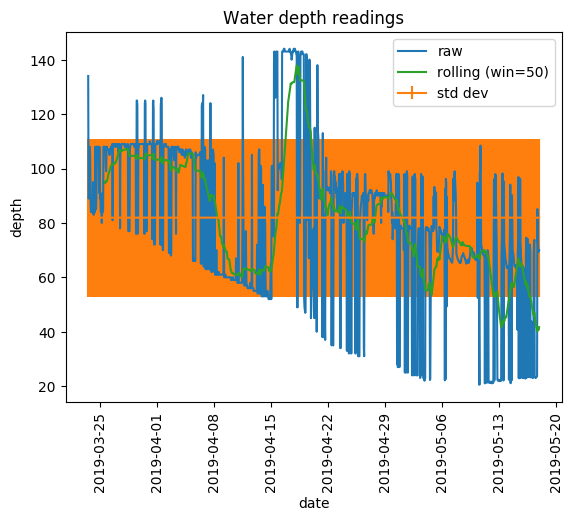 Water depth readings
raw
rolling (win=50)
std dev
140
120
100
80
60
40
20
depth
2019-03-25
2019-04-01
2019-04-08
2019-04-15
2019-04-22
2019-04-29
2019-05-06
2019-05-13
2019-05-20
date